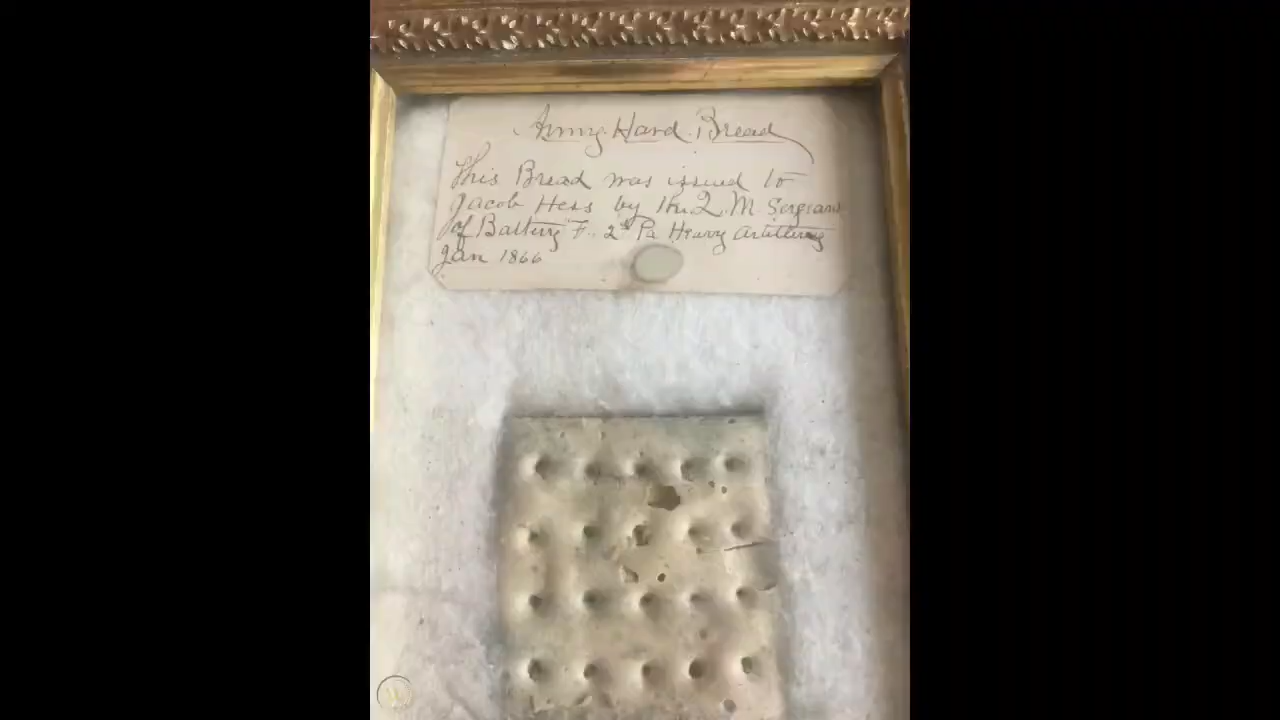 Army Hard Bread
This Bread was issued to
Jacob Hess by the Q. M. Sergeant
of Battery F. 2d Pa Heavy Artillery
Jan 1866
W